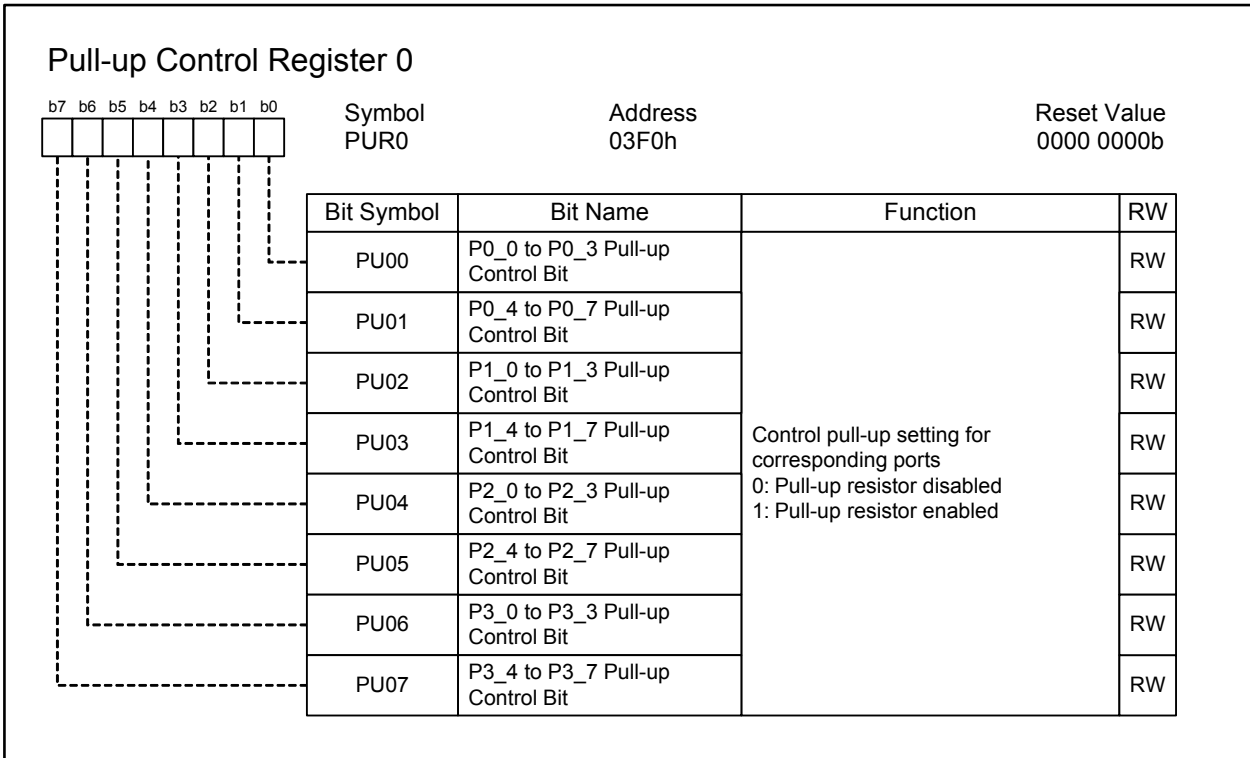 Pull-up Control Register 0
b7 b6 b5 b4 b3 b2 b1 b0
Symbol Address Reset Value
PUR0 03F0h 0000 0000b
Bit Symbol Bit Name Function RW
PU00 P0_0 to P0_3 Pull-up Control Bit RW
PU01 P0_4 to P0_7 Pull-up Control Bit RW
PU02 P1_0 to P1_3 Pull-up Control Bit RW
PU03 P1_4 to P1_7 Pull-up Control Bit RW
PU04 P2_0 to P2_3 Pull-up Control Bit RW
PU05 P2_4 to P2_7 Pull-up Control Bit RW
PU06 P3_0 to P3_3 Pull-up Control Bit RW
PU07 P3_4 to P3_7 Pull-up Control Bit RW
Control pull-up setting for
corresponding ports
0: Pull-up resistor disabled
1: Pull-up resistor enabled